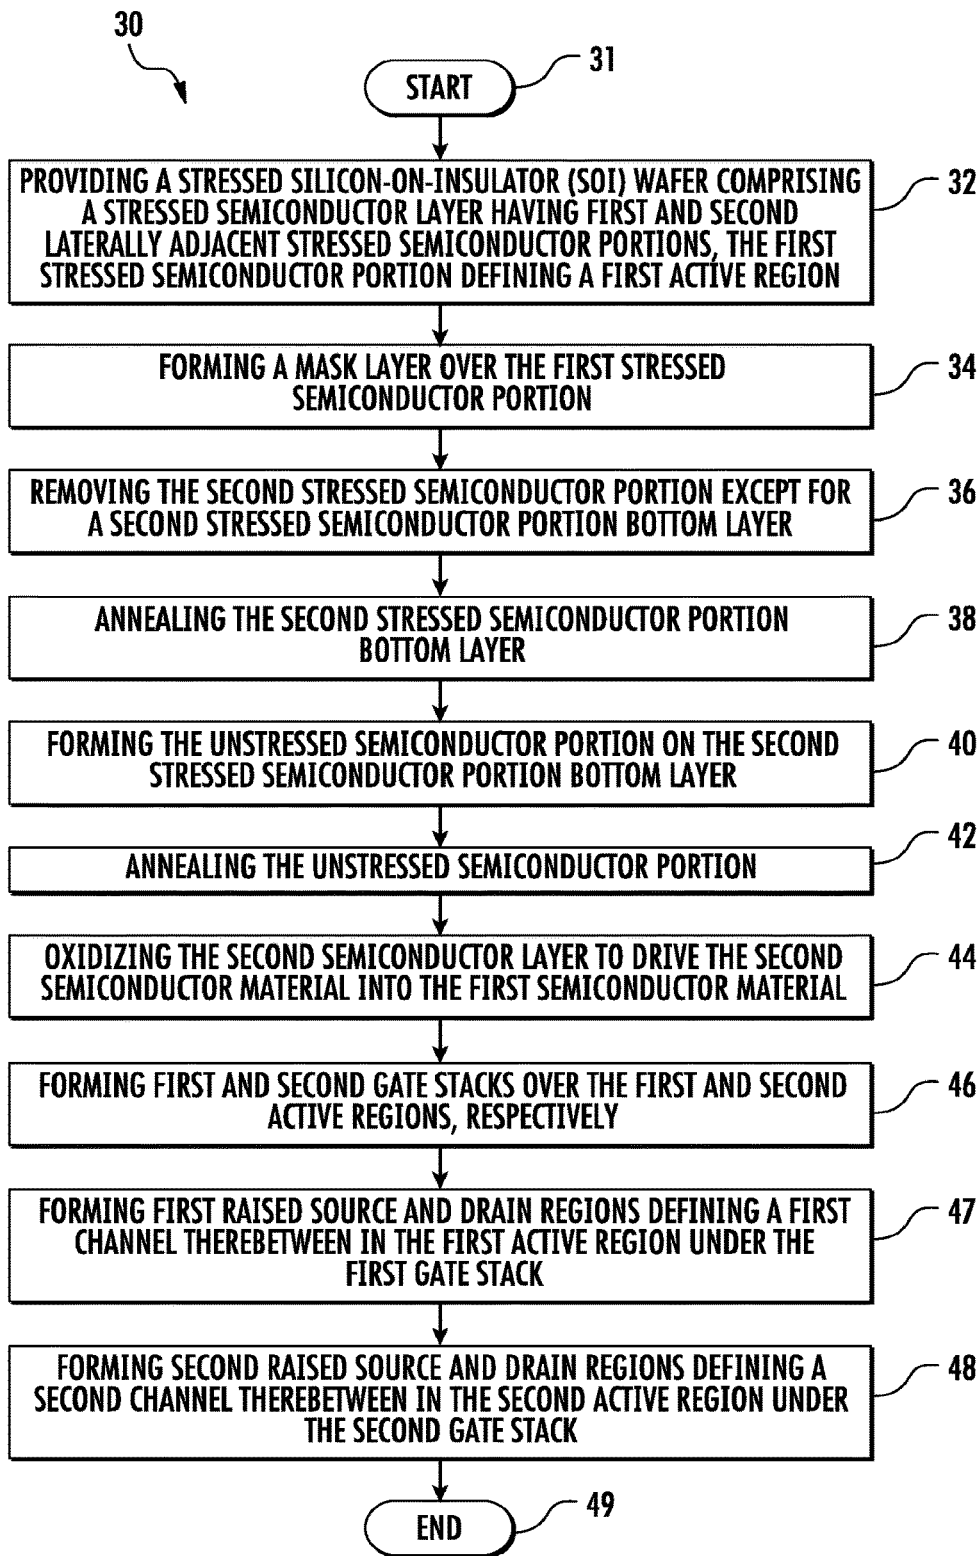 30
START
31
PROVIDING A STRESSED SILICON-ON-INSULATOR (SOI) WAFER COMPRISING
A STRESSED SEMICONDUCTOR LAYER HAVING FIRST AND SECOND
LATERALLY ADJACENT STRESSED SEMICONDUCTOR PORTIONS, THE FIRST
STRESSED SEMICONDUCTOR PORTION DEFINING A FIRST ACTIVE REGION
32
FORMING A MASK LAYER OVER THE FIRST STRESSED
SEMICONDUCTOR PORTION
34
REMOVING THE SECOND STRESSED SEMICONDUCTOR PORTION EXCEPT FOR
A SECOND STRESSED SEMICONDUCTOR PORTION BOTTOM LAYER
36
ANNEALING THE SECOND STRESSED SEMICONDUCTOR PORTION
BOTTOM LAYER
38
FORMING THE UNSTRESSED SEMICONDUCTOR PORTION ON THE SECOND
STRESSED SEMICONDUCTOR PORTION BOTTOM LAYER
40
ANNEALING THE UNSTRESSED SEMICONDUCTOR PORTION
42
OXIDIZING THE SECOND SEMICONDUCTOR LAYER TO DRIVE THE SECOND
SEMICONDUCTOR MATERIAL INTO THE FIRST SEMICONDUCTOR MATERIAL
44
FORMING FIRST AND SECOND GATE STACKS OVER THE FIRST AND SECOND
ACTIVE REGIONS, RESPECTIVELY
46
FORMING FIRST RAISED SOURCE AND DRAIN REGIONS DEFINING A FIRST
CHANNEL THEREBETWEEN IN THE FIRST ACTIVE REGION UNDER THE
FIRST GATE STACK
47
FORMING SECOND RAISED SOURCE AND DRAIN REGIONS DEFINING A
SECOND CHANNEL THEREBETWEEN IN THE SECOND ACTIVE REGION UNDER
THE SECOND GATE STACK
48
END
49